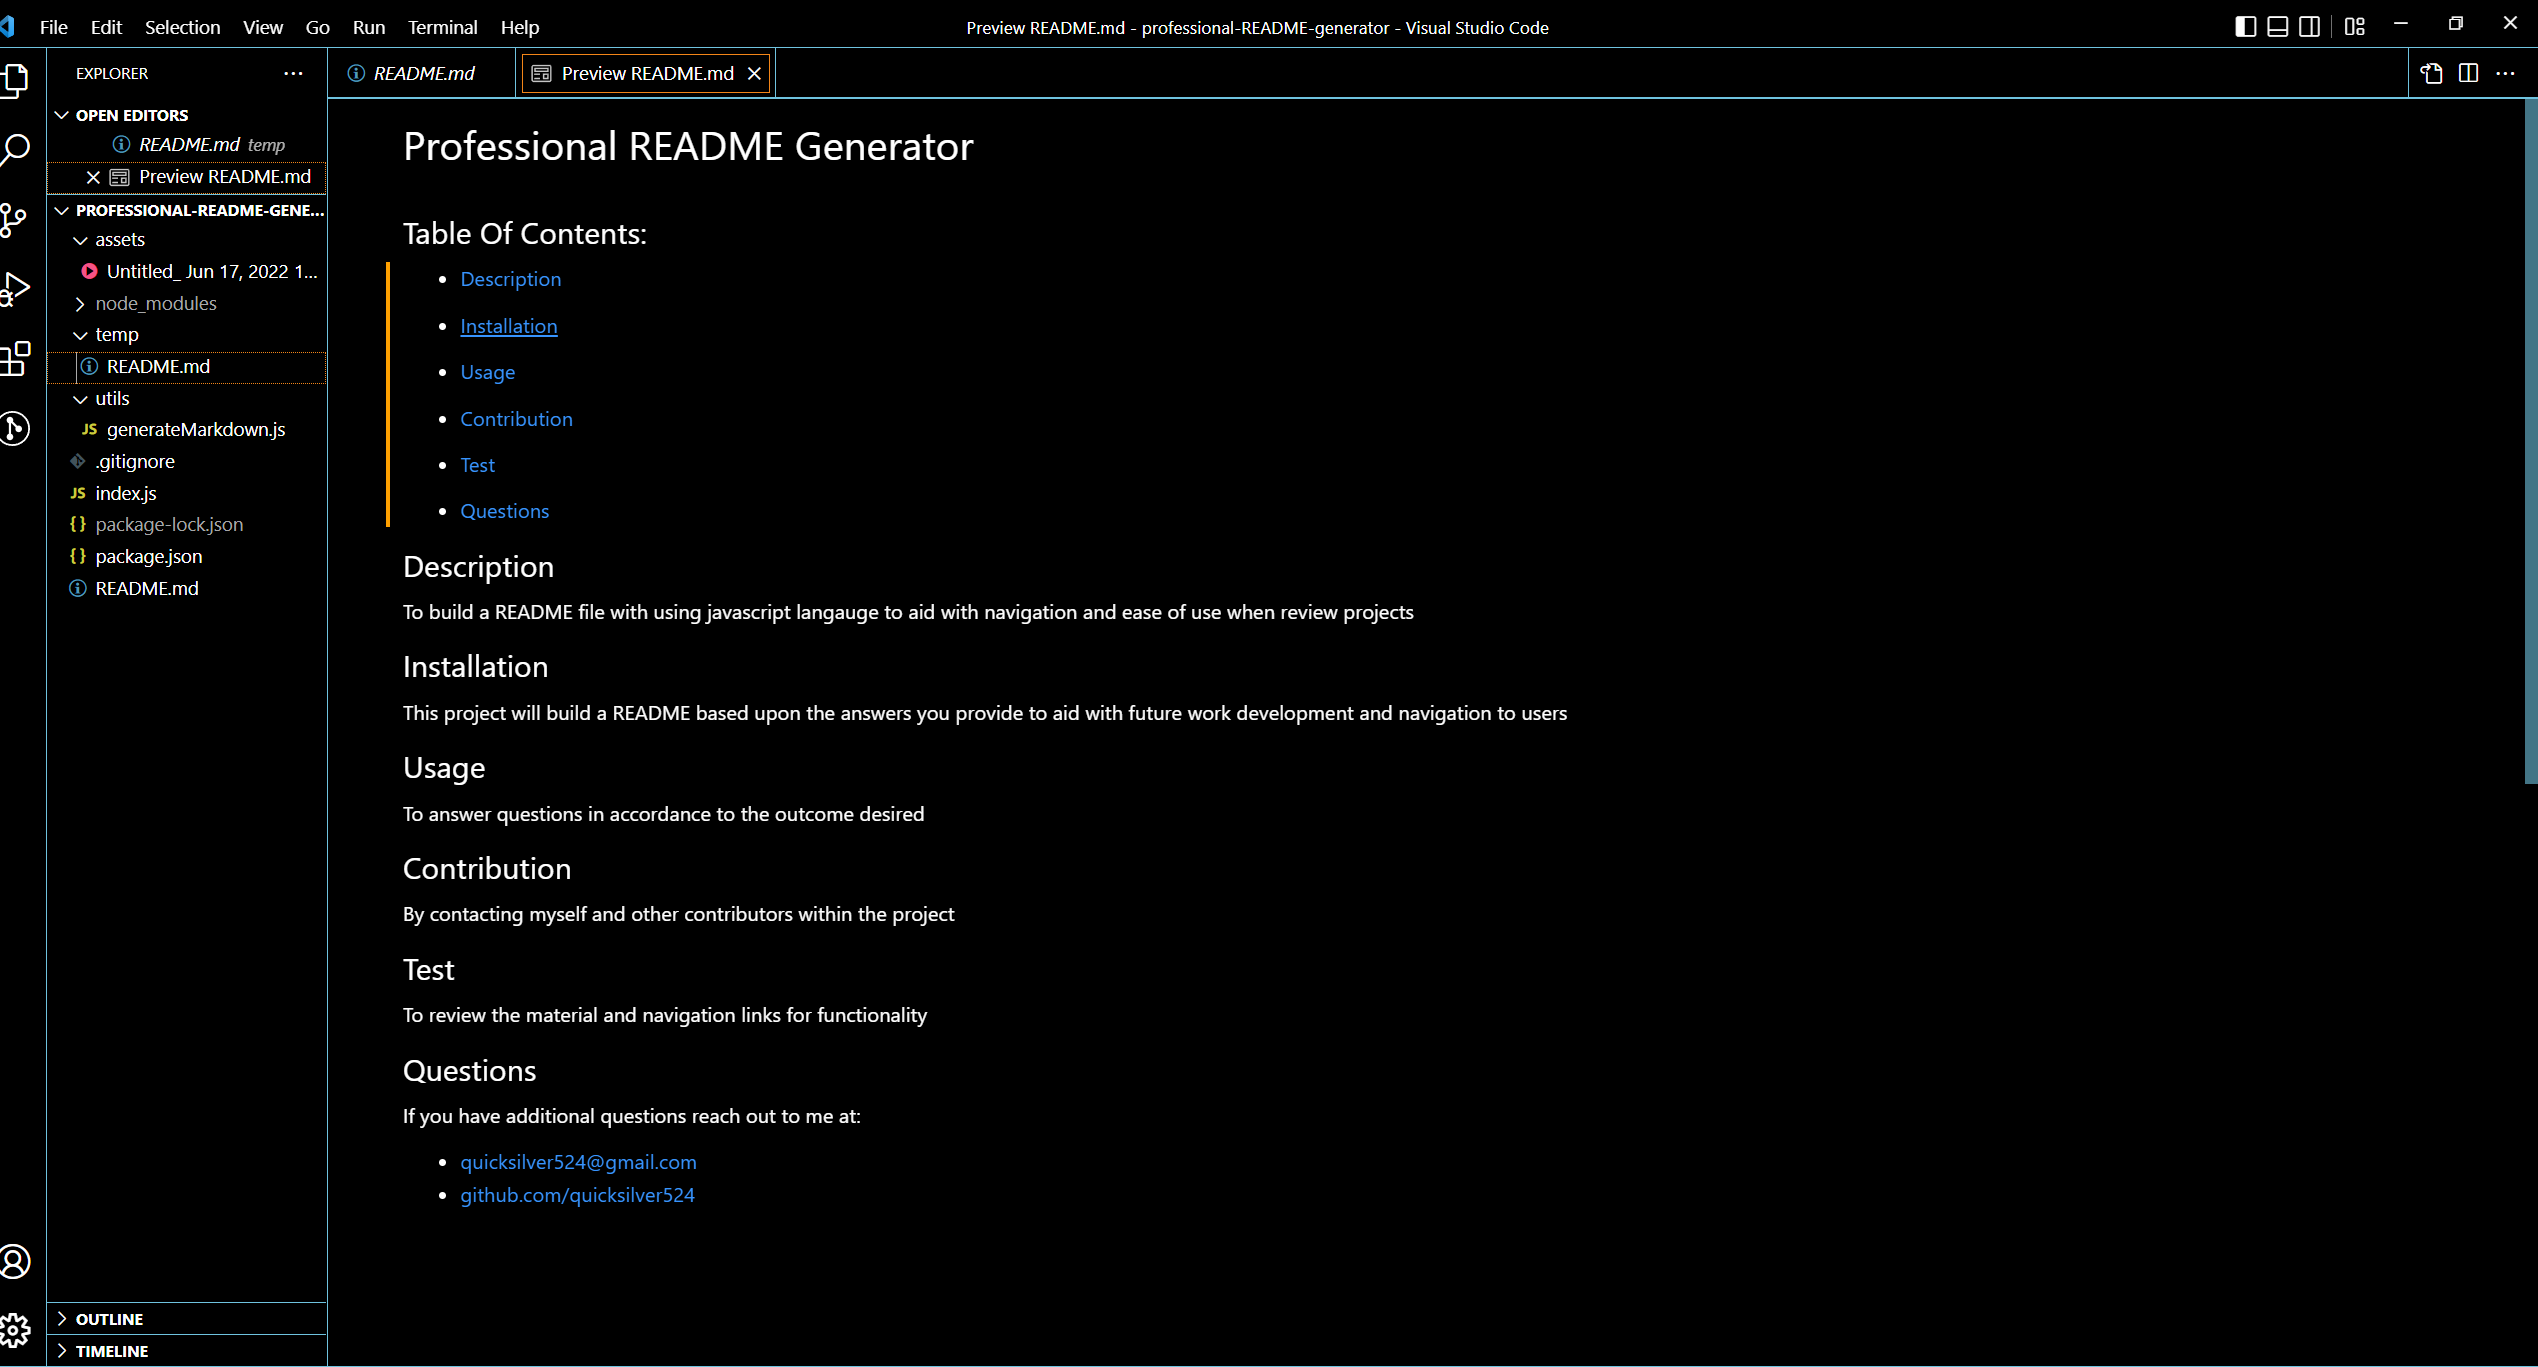 File Edit Selection View Go Run Terminal Help
Preview README.md - professional-README-generator - Visual Studio Code
EXPLORER
OPEN EDITORS
README.md temp
Preview README.md
PROFESSIONAL-README-GENE...
assets
Untitled_ Jun 17, 2022 1...
node_modules
temp
README.md
utils
JS generateMarkdown.js
.gitignore
JS index.js
{} package-lock.json
{} package.json
README.md
OUTLINE
TIMELINE
README.md
Preview README.md
Professional README Generator
Table Of Contents:
Description
Installation
Usage
Contribution
Test
Questions
Description
To build a README file with using javascript langauge to aid with navigation and ease of use when review projects
Installation
This project will build a README based upon the answers you provide to aid with future work development and navigation to users
Usage
To answer questions in accordance to the outcome desired
Contribution
By contacting myself and other contributors within the project
Test
To review the material and navigation links for functionality
Questions
If you have additional questions reach out to me at:
quicksilver524@gmail.com
github.com/quicksilver524